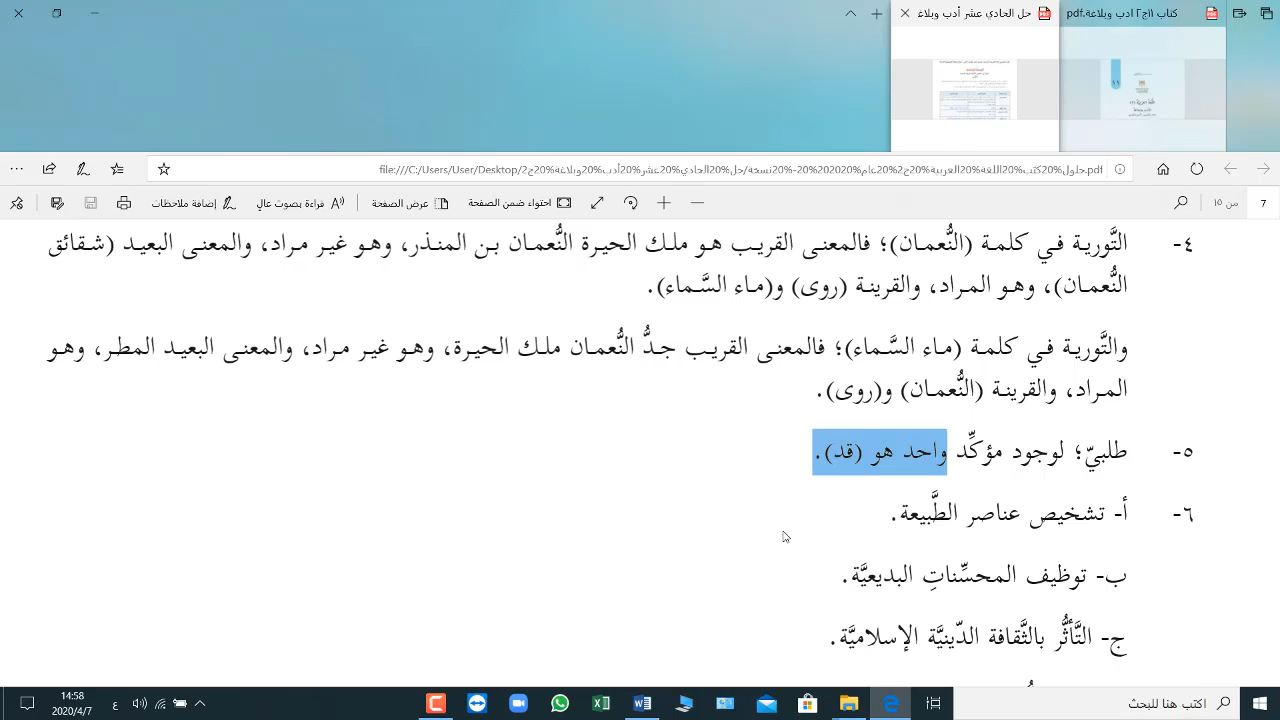 حل الحادي عشر أدب وبلاغة
كتاب ١١ج٢ أدب وبلاغة.pdf
file:///C:/Users/User/Desktop/حلول%20كتب%20اللغة%20العربية%20ج2%20عام%202020%20-%20نسخة/حل%20الحادي%20عشر%20أدب%20وبلاغة%20ج2.pdf
7 من ١٥ احتواء ضمن الصفحة عرض الصفحة قراءة بصوت عالٍ إضافة ملاحظات
٤- التَّورية في كلمة (النُّعمان)؛ فالمعنى القريب هو ملك الحيرة النُّعمان بن المنذر، وهو غير مراد، والمعنى البعيد (شقائق
النُّعمان)، وهو المراد، والقرينة (روى) و(ماء السَّماء).
والتَّورية في كلمة (ماء السَّماء)؛ فالمعنى القريب جدُّ النُّعمان ملك الحيرة، وهو غير مراد، والمعنى البعيد المطر، وهو
المراد، والقرينة (النُّعمان) و(روى).
٥- طلبيّ؛ لوجود مؤكِّد واحد هو (قد).
٦- أ- تشخيص عناصر الطَّبيعة.
ب- توظيف المحسِّناتِ البديعيَّة.
ج- التَّأثُّر بالثَّقافة الدّينيَّة الإسلاميَّة.
اكتب هنا للبحث
ع
14:58
2020/4/7